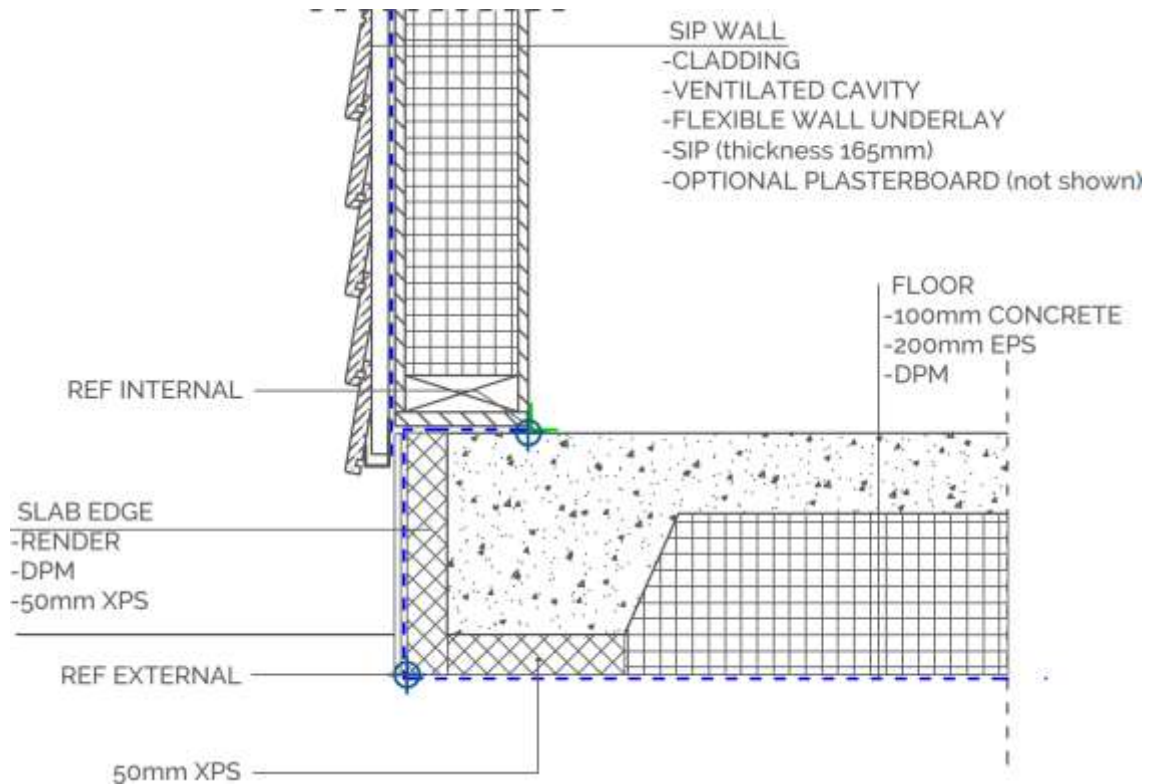 SIP WALL
-CLADDING
-VENTILATED CAVITY
-FLEXIBLE WALL UNDERLAY
-SIP (thickness 165mm)
-OPTIONAL PLASTERBOARD (not shown)
FLOOR
-100mm CONCRETE
-200mm EPS
-DPM
REF INTERNAL
SLAB EDGE
-RENDER
-DPM
-50mm XPS
REF EXTERNAL
50mm XPS